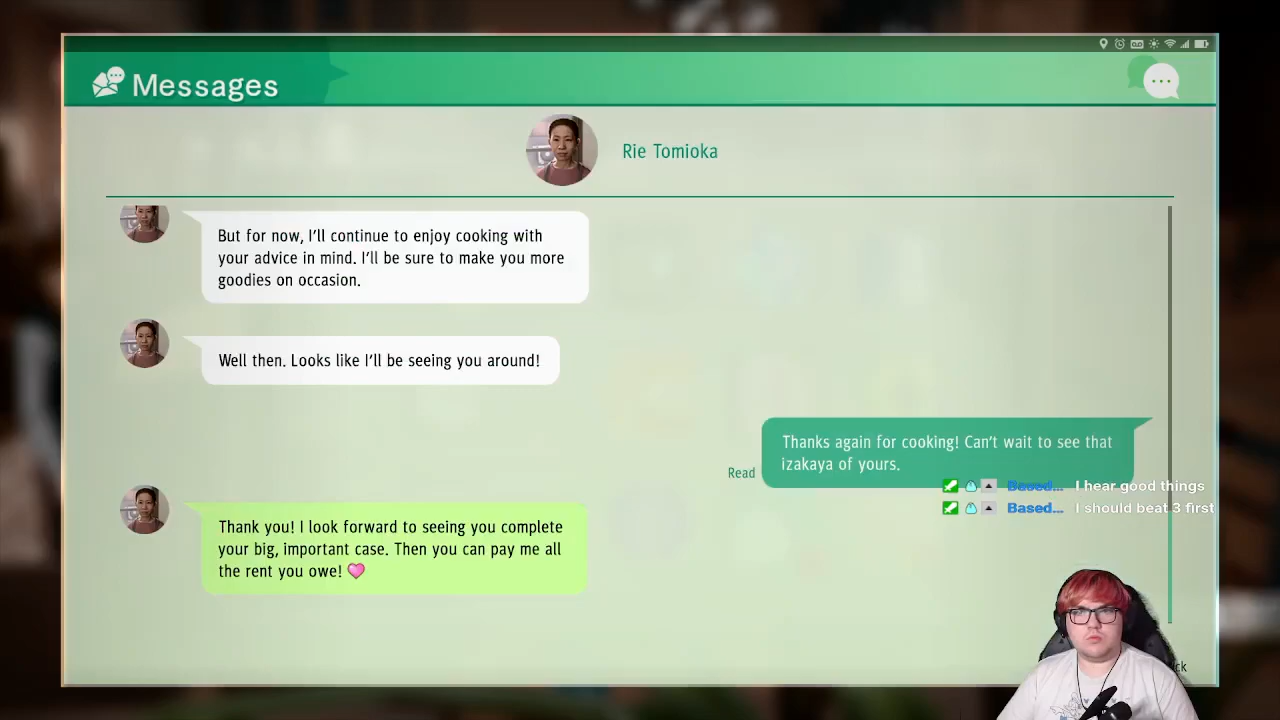 Messages
Rie Tomioka
But for now, I'll continue to enjoy cooking with
your advice in mind. I'll be sure to make you more
goodies on occasion.
Well then. Looks like I'll be seeing you around!
Thanks again for cooking! Can't wait to see that
izakaya of yours.
Read
Based... I hear good things
Based... I should beat 3 first
Thank you! I look forward to seeing you complete
your big, important case. Then you can pay me all
the rent you owe!